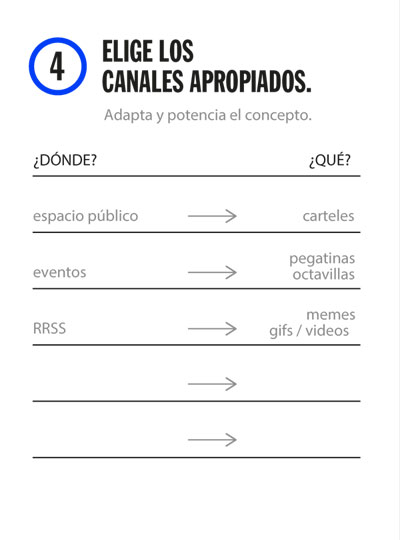 4
ELIGE LOS
CANALES APROPIADOS.
Adapta y potencia el concepto.
¿DÓNDE? ¿QUÉ?
espacio público carteles
eventos pegatinas
octavillas
RRSS memes
gifs / videos